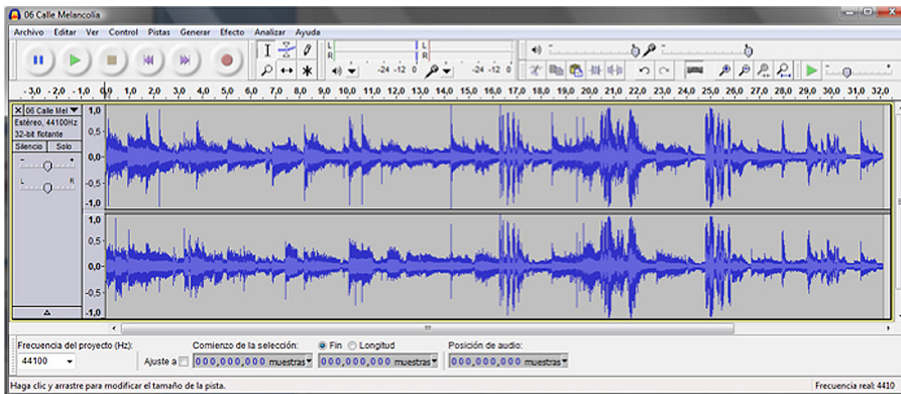 06 Calle Melancolía
Archivo Editar Ver Control Pistas Generar Efecto Analizar Ayuda
L R L R
-24 -12 0 -24 -12 0
-3,0 -2,0 -1,0 0,0 1,0 2,0 3,0 4,0 5,0 6,0 7,0 8,0 9,0 10,0 11,0 12,0 13,0 14,0 15,0 16,0 17,0 18,0 19,0 20,0 21,0 22,0 23,0 24,0 25,0 26,0 27,0 28,0 29,0 30,0 31,0 32,0
06 Calle Mel 1,0
Estéreo, 44100Hz
32-bit flotante 0,5
Silencio Solo
- + 0,0
L R -0,5
-1,0
1,0
0,5
0,0
-0,5
-1,0
Frecuencia del proyecto (Hz): Comienzo de la selección: Fin Longitud Posición de audio:
44100 Ajuste a 000,000,000 muestras 000,000,000 muestras 000,000,000 muestras
Haga clic y arrastre para modificar el tamaño de la pista. Frecuencia real: 4410